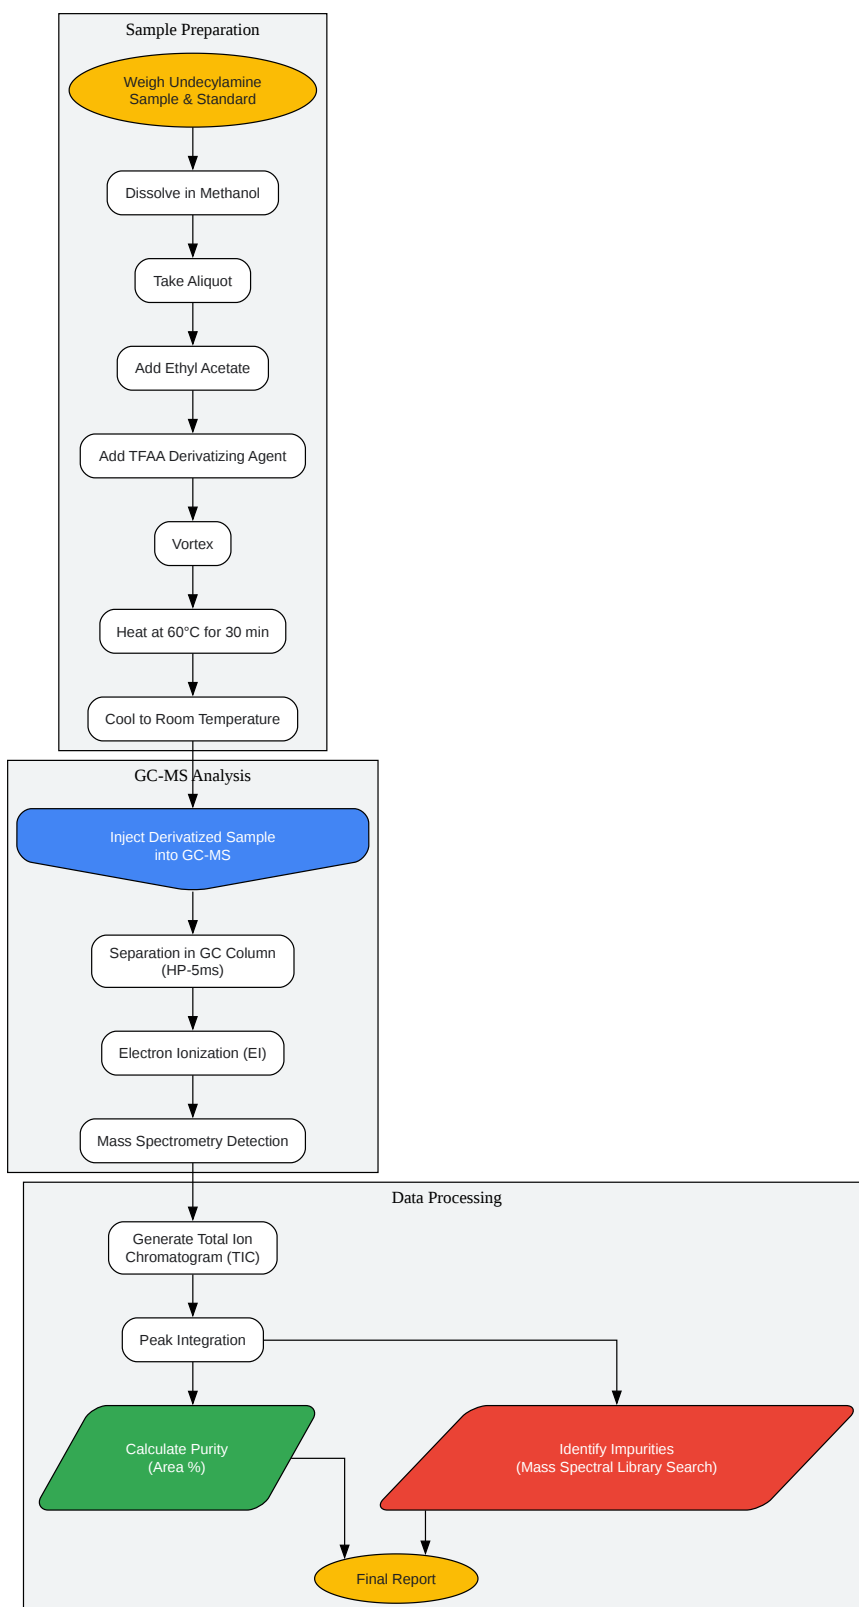 Sample Preparation
Weigh Undecylamine
Sample & Standard
Dissolve in Methanol
Take Aliquot
Add Ethyl Acetate
Add TFAA Derivatizing Agent
Vortex
Heat at 60°C for 30 min
Cool to Room Temperature
GC-MS Analysis
Inject Derivatized Sample
into GC-MS
Separation in GC Column
(HP-5ms)
Electron Ionization (EI)
Mass Spectrometry Detection
Data Processing
Generate Total Ion
Chromatogram (TIC)
Peak Integration
Calculate Purity
(Area %)
Identify Impurities
(Mass Spectral Library Search)
Final Report